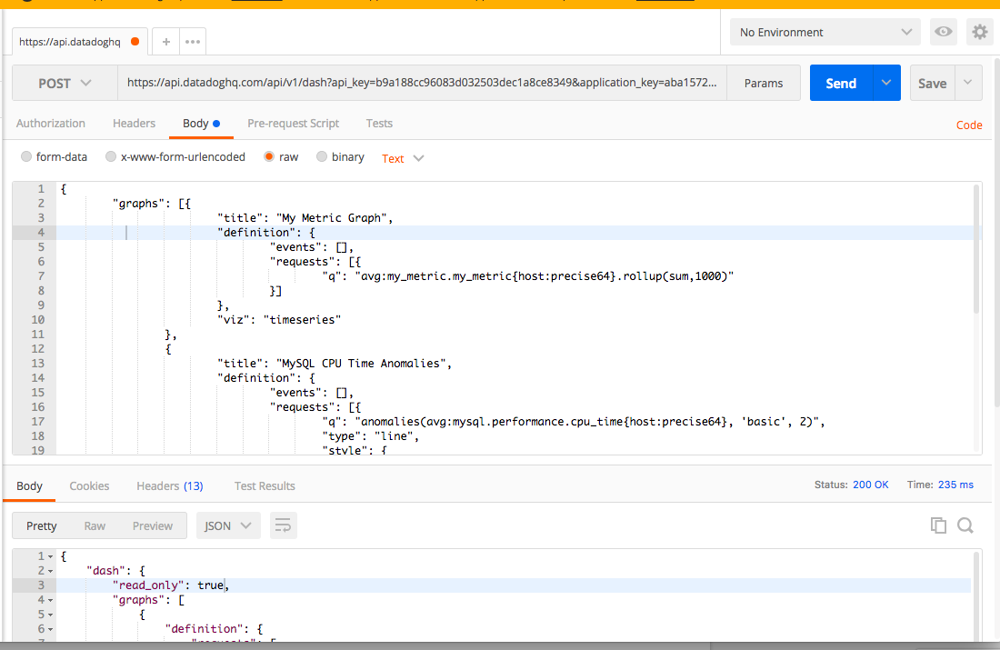 https://api.datadoghq
+
No Environment
POST
https://api.datadoghq.com/api/v1/dash?api_key=b9a188cc96083d032503dec1a8ce8349&application_key=aba1572...
Params
Send
Save
Authorization
Headers
Body
Pre-request Script
Tests
Code
form-data
x-www-form-urlencoded
raw
binary
Text
1 {
2 "graphs": [{
3 "title": "My Metric Graph",
4 "definition": {
5 "events": [],
6 "requests": [{
7 "q": "avg:my_metric.my_metric{host:precise64}.rollup(sum,1000)"
8 }]
9 },
10 "viz": "timeseries"
11 },
12 {
13 "title": "MySQL CPU Time Anomalies",
14 "definition": {
15 "events": [],
16 "requests": [{
17 "q": "anomalies(avg:mysql.performance.cpu_time{host:precise64}, 'basic', 2)",
18 "type": "line",
19 "style": {
Body
Cookies
Headers (13)
Test Results
Status: 200 OK
Time: 235 ms
Pretty
Raw
Preview
JSON
1 {
2 "dash": {
3 "read_only": true,
4 "graphs": [
5 {
6 "definition": {
7 "requests": [